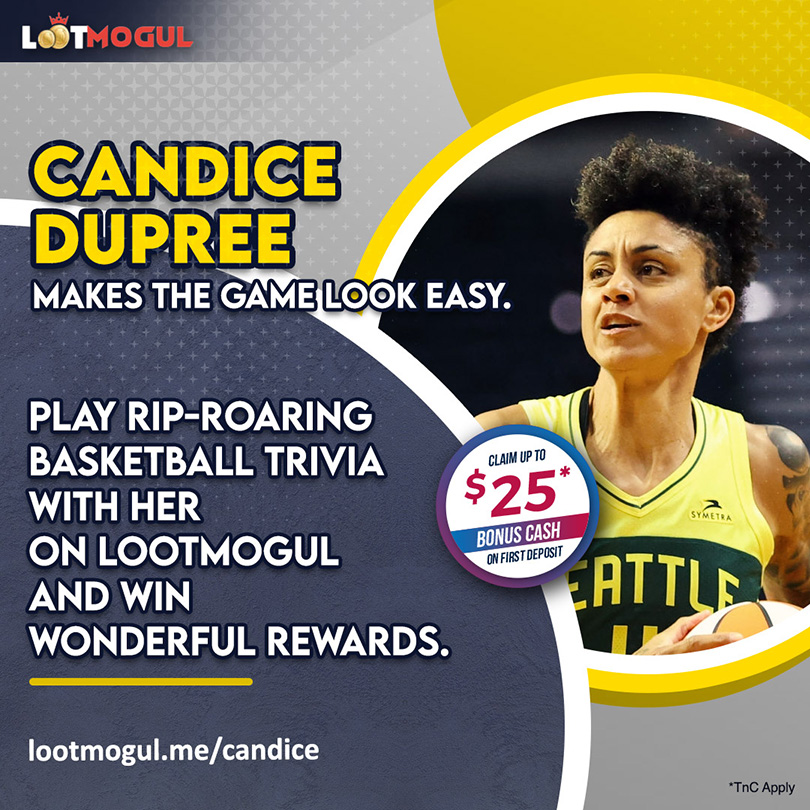 LOOTMOGUL
CANDICE
DUPREE
MAKES THE GAME LOOK EASY.
PLAY RIP-ROARING
BASKETBALL TRIVIA
WITH HER
ON LOOTMOGUL
AND WIN
WONDERFUL REWARDS.
lootmogul.me/candice
CLAIM UP TO
$25*
BONUS CASH
ON FIRST DEPOSIT
SYMETRA
EATTLE
*TnC Apply